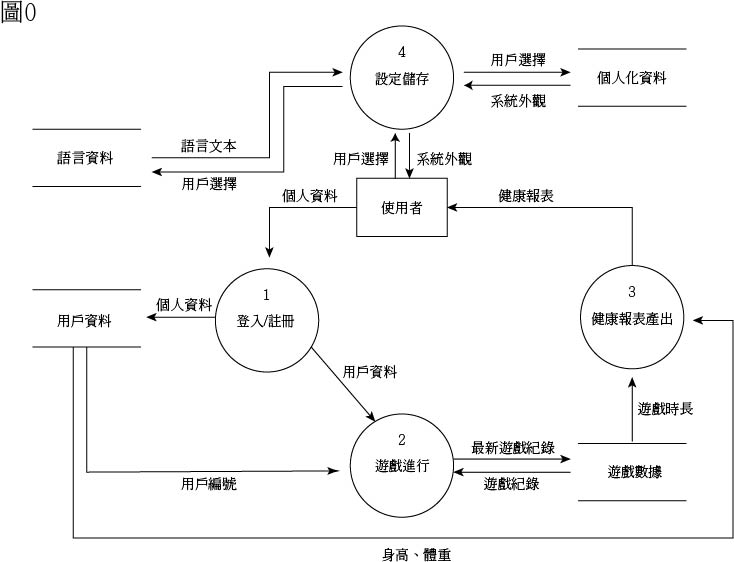 圖0
4
設定儲存
用戶選擇
個人化資料
系統外觀
語言文本
語言資料
用戶選擇
用戶選擇
系統外觀
個人資料
使用者
健康報表
1
登入/註冊
個人資料
用戶資料
3
健康報表產出
用戶資料
遊戲時長
2
遊戲進行
最新遊戲紀錄
遊戲紀錄
遊戲數據
用戶編號
身高、體重